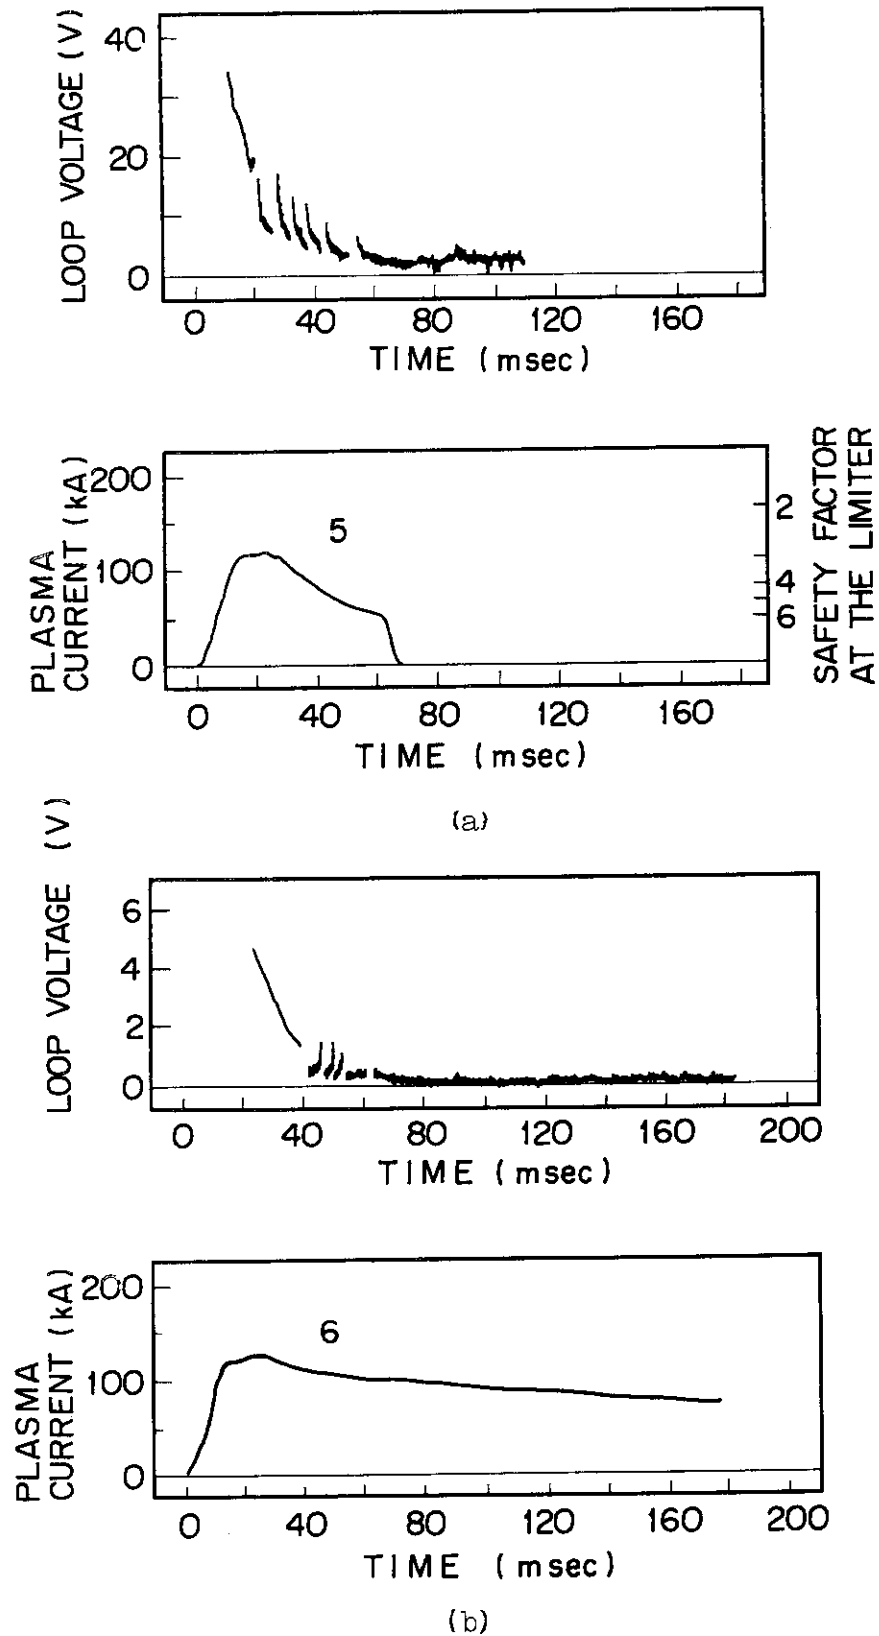 LOOP VOLTAGE (V)
40
20
0
0 40 80 120 160
TIME (msec)
PLASMA
CURRENT (kA)
200
100
0
5
2
4
6
SAFETY FACTOR
AT THE LIMITER
0 40 80 120 160
TIME (msec)
(a)
LOOP VOLTAGE (V)
6
4
2
0
0 40 80 120 160 200
TIME (msec)
PLASMA
CURRENT (kA)
200
100
0
6
0 40 80 120 160 200
TIME (msec)
(b)